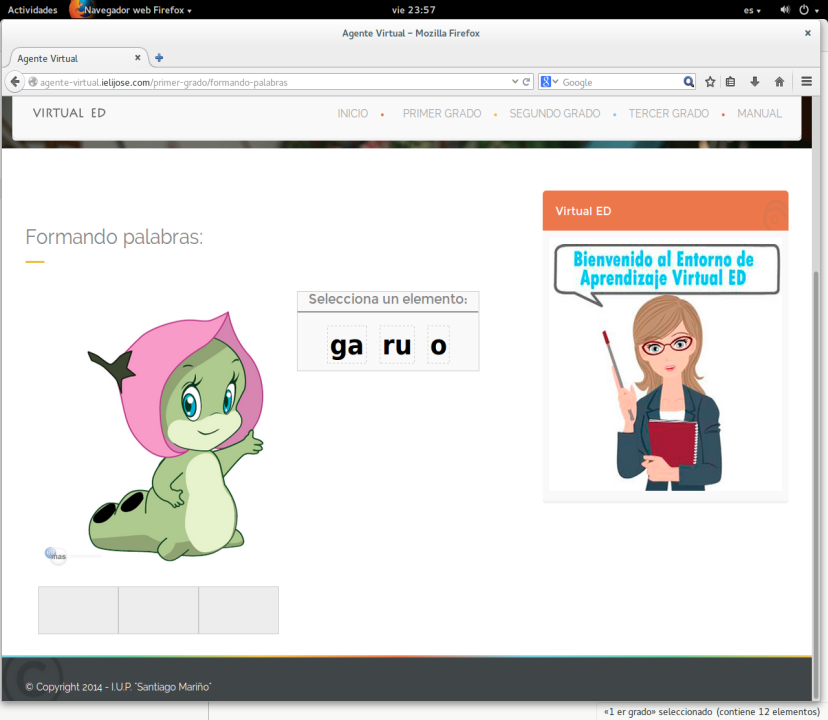 Actividades
Navegador web Firefox
vie 23:57
es
Agente Virtual – Mozilla Firefox
Agente Virtual
agente-virtual.ielijose.com/primer-grado/formando-palabras
Google
VIRTUAL ED
INICIO
PRIMER GRADO
SEGUNDO GRADO
TERCER GRADO
MANUAL
Virtual ED
Formando palabras:
Bienvenido al Entorno de
Aprendizaje Virtual ED
Selecciona un elemento:
ga ru o
mas
© Copyright 2014 - I.U.P. "Santiago Mariño"
«1 er grado» seleccionado (contiene 12 elementos)